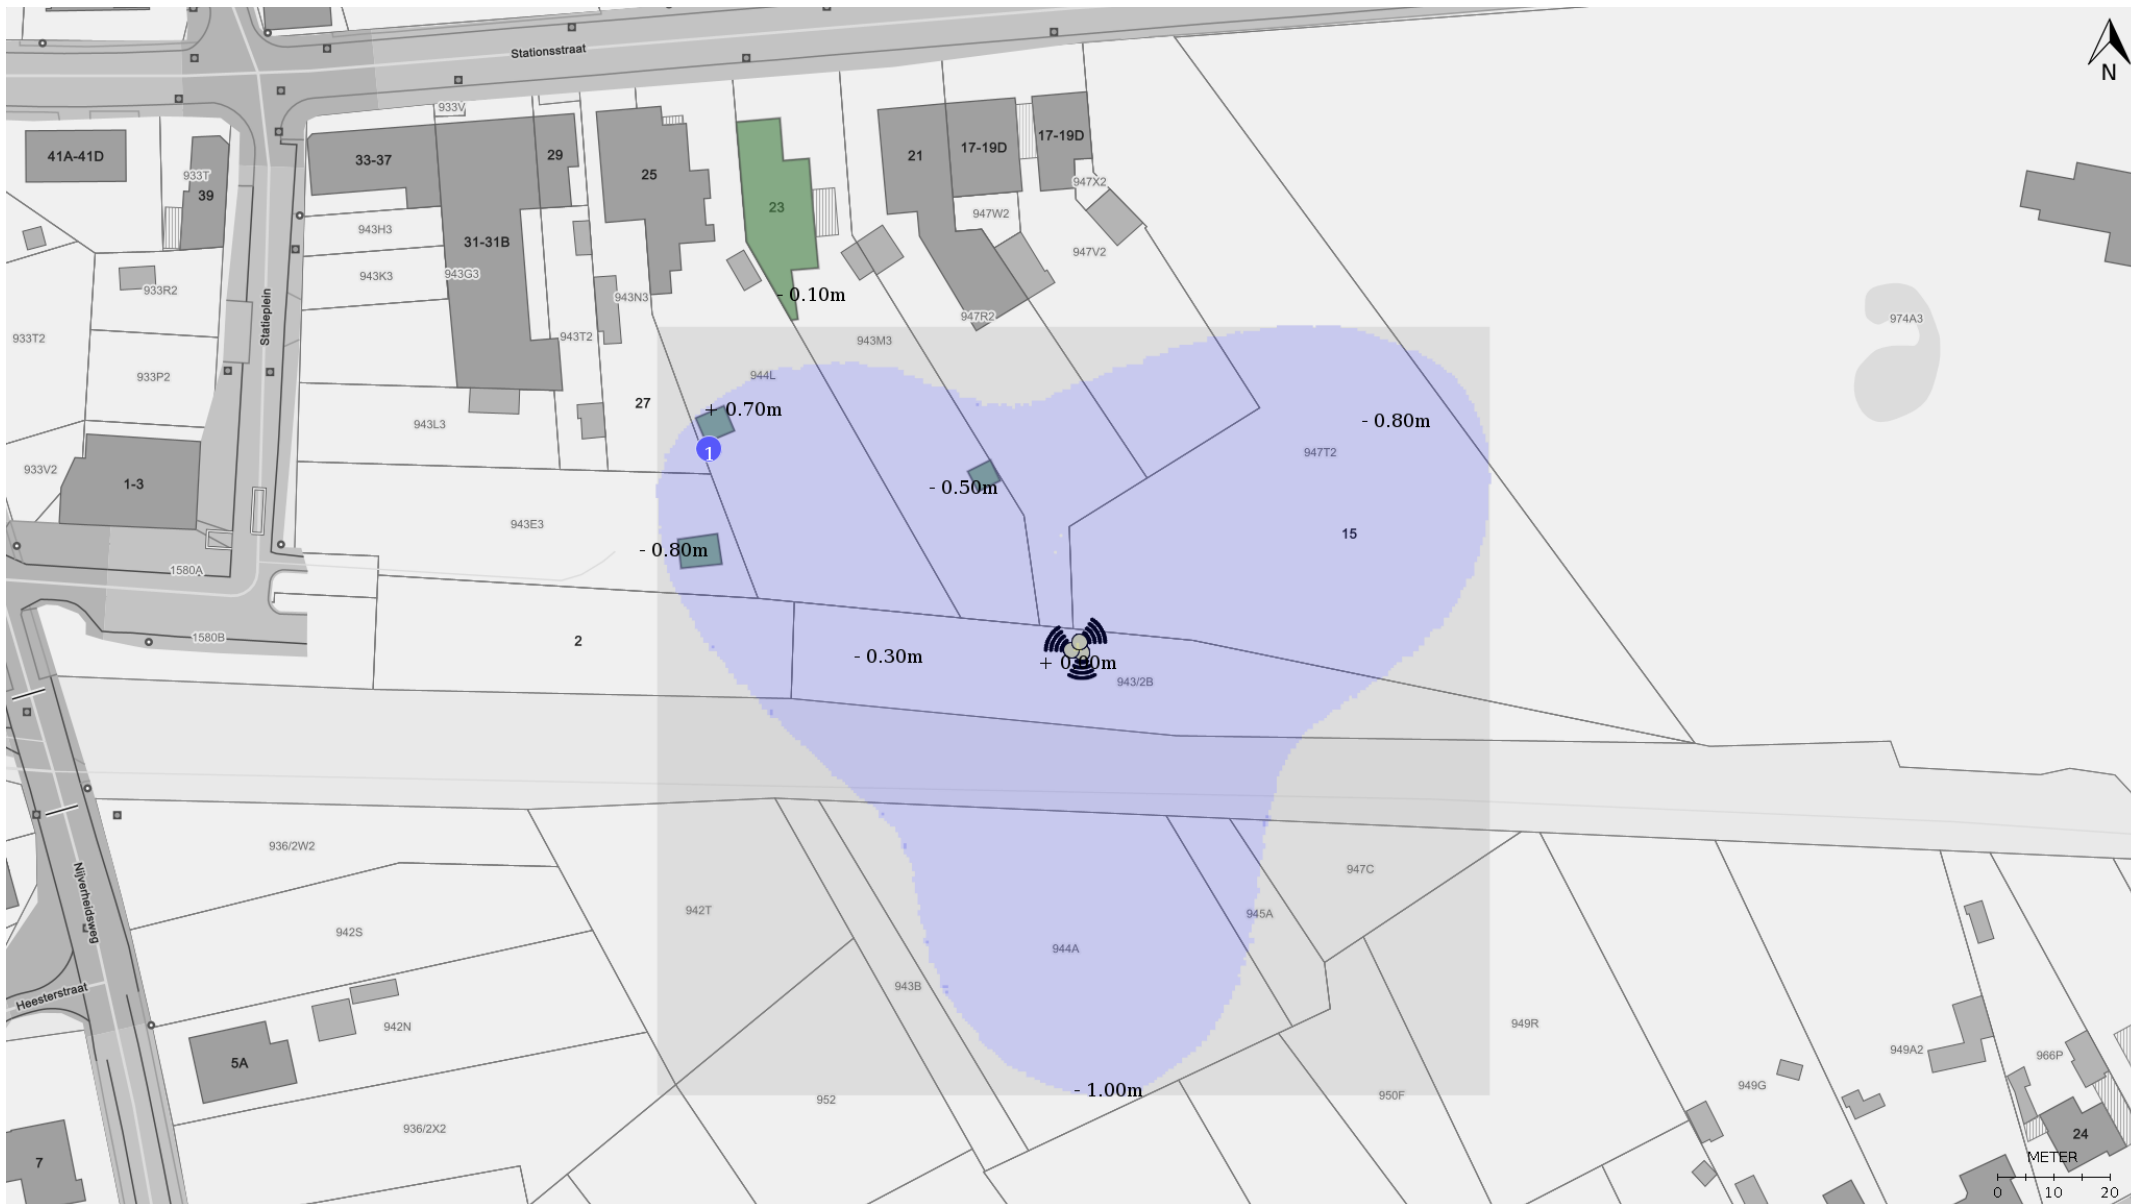 Stationsstraat
N
933V
41A-41D
933T
39
33-37
29
25
23
21
17-19D
17-19D
947X2
947W2
31-31B
943H3
943K3
943G3
947V2
933R2
943N3
- 0.10m
947R2
974A3
Statieplein
933T2
943T2
943M3
933P2
944L
27
+ 0.70m
- 0.80m
943L3
1
947T2
933V2
1-3
- 0.50m
943E3
15
- 0.80m
1580A
1580B
2
- 0.30m
943/2B
936/2W2
947C
Nijverheidsweg
942T
945A
942S
944A
943B
Heesterstraat
942N
949R
949A2
966P
5A
- 1.00m
949G
952
950F
936/2X2
24
7
METER
0 10 20